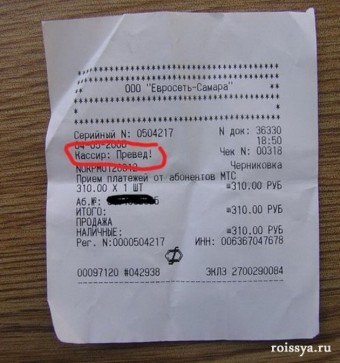 ООО "Евросеть-Самара"
Серийный N: 0504217 N док: 36330
18:50
Кассир: Превед! Чек N: 00318
Черниковка
Прием платежей от абонентов МТС
310.00 X 1 ШТ =310.00 РУБ
Аб.№:
ИТОГО: =310.00 РУБ
ПРОДАЖА
НАЛИЧНЫЕ: =310.00 РУБ
Рег. N:0000504217 ИНН: 006367047678
00097120 #042938 ЭКЛЗ 2700290084
roissya.ru